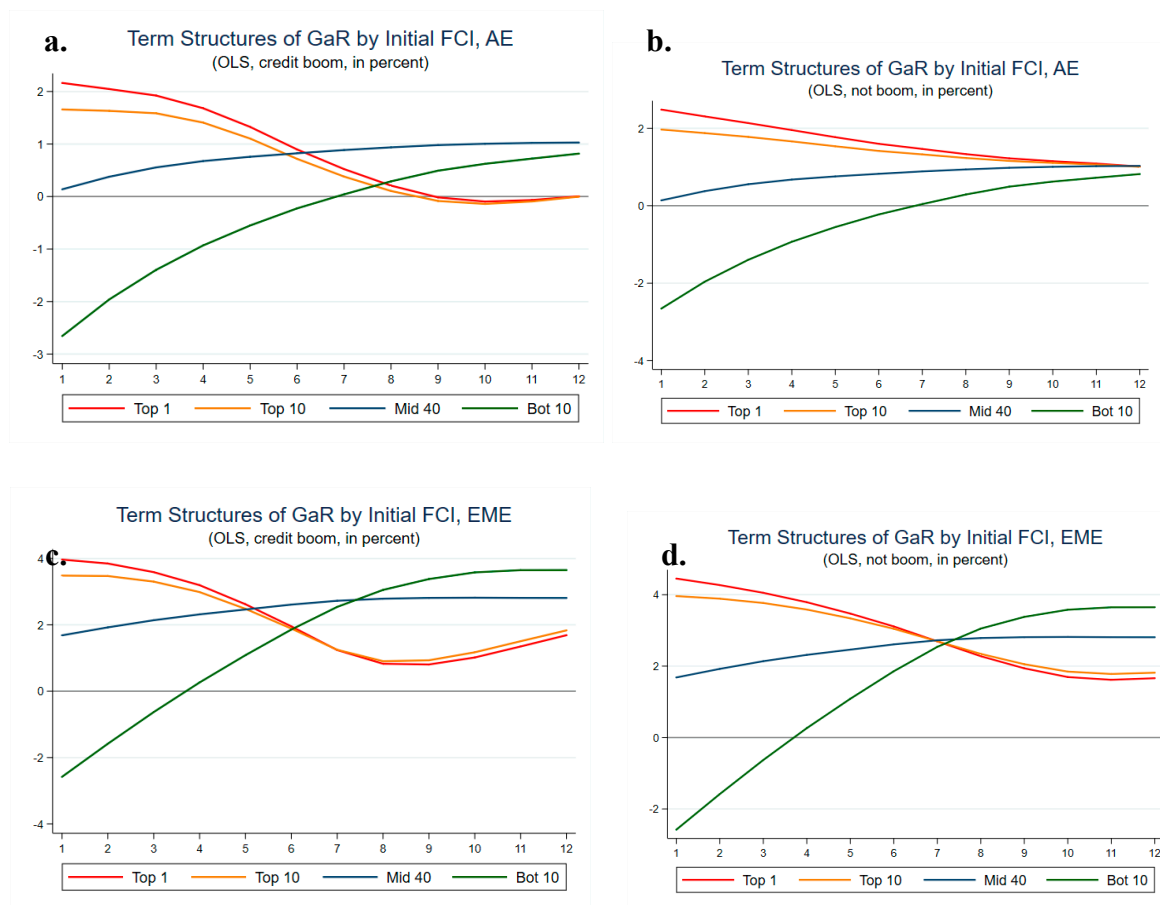 a.
Term Structures of GaR by Initial FCI, AE
(OLS, credit boom, in percent)
2
1
0
-1
-2
-3
1 2 3 4 5 6 7 8 9 10 11 12
Top 1 Top 10 Mid 40 Bot 10
b.
Term Structures of GaR by Initial FCI, AE
(OLS, not boom, in percent)
2
0
-2
-4
1 2 3 4 5 6 7 8 9 10 11 12
Top 1 Top 10 Mid 40 Bot 10
c.
Term Structures of GaR by Initial FCI, EME
(OLS, credit boom, in percent)
4
2
0
-2
-4
1 2 3 4 5 6 7 8 9 10 11 12
Top 1 Top 10 Mid 40 Bot 10
d.
Term Structures of GaR by Initial FCI, EME
(OLS, not boom, in percent)
4
2
0
-2
1 2 3 4 5 6 7 8 9 10 11 12
Top 1 Top 10 Mid 40 Bot 10